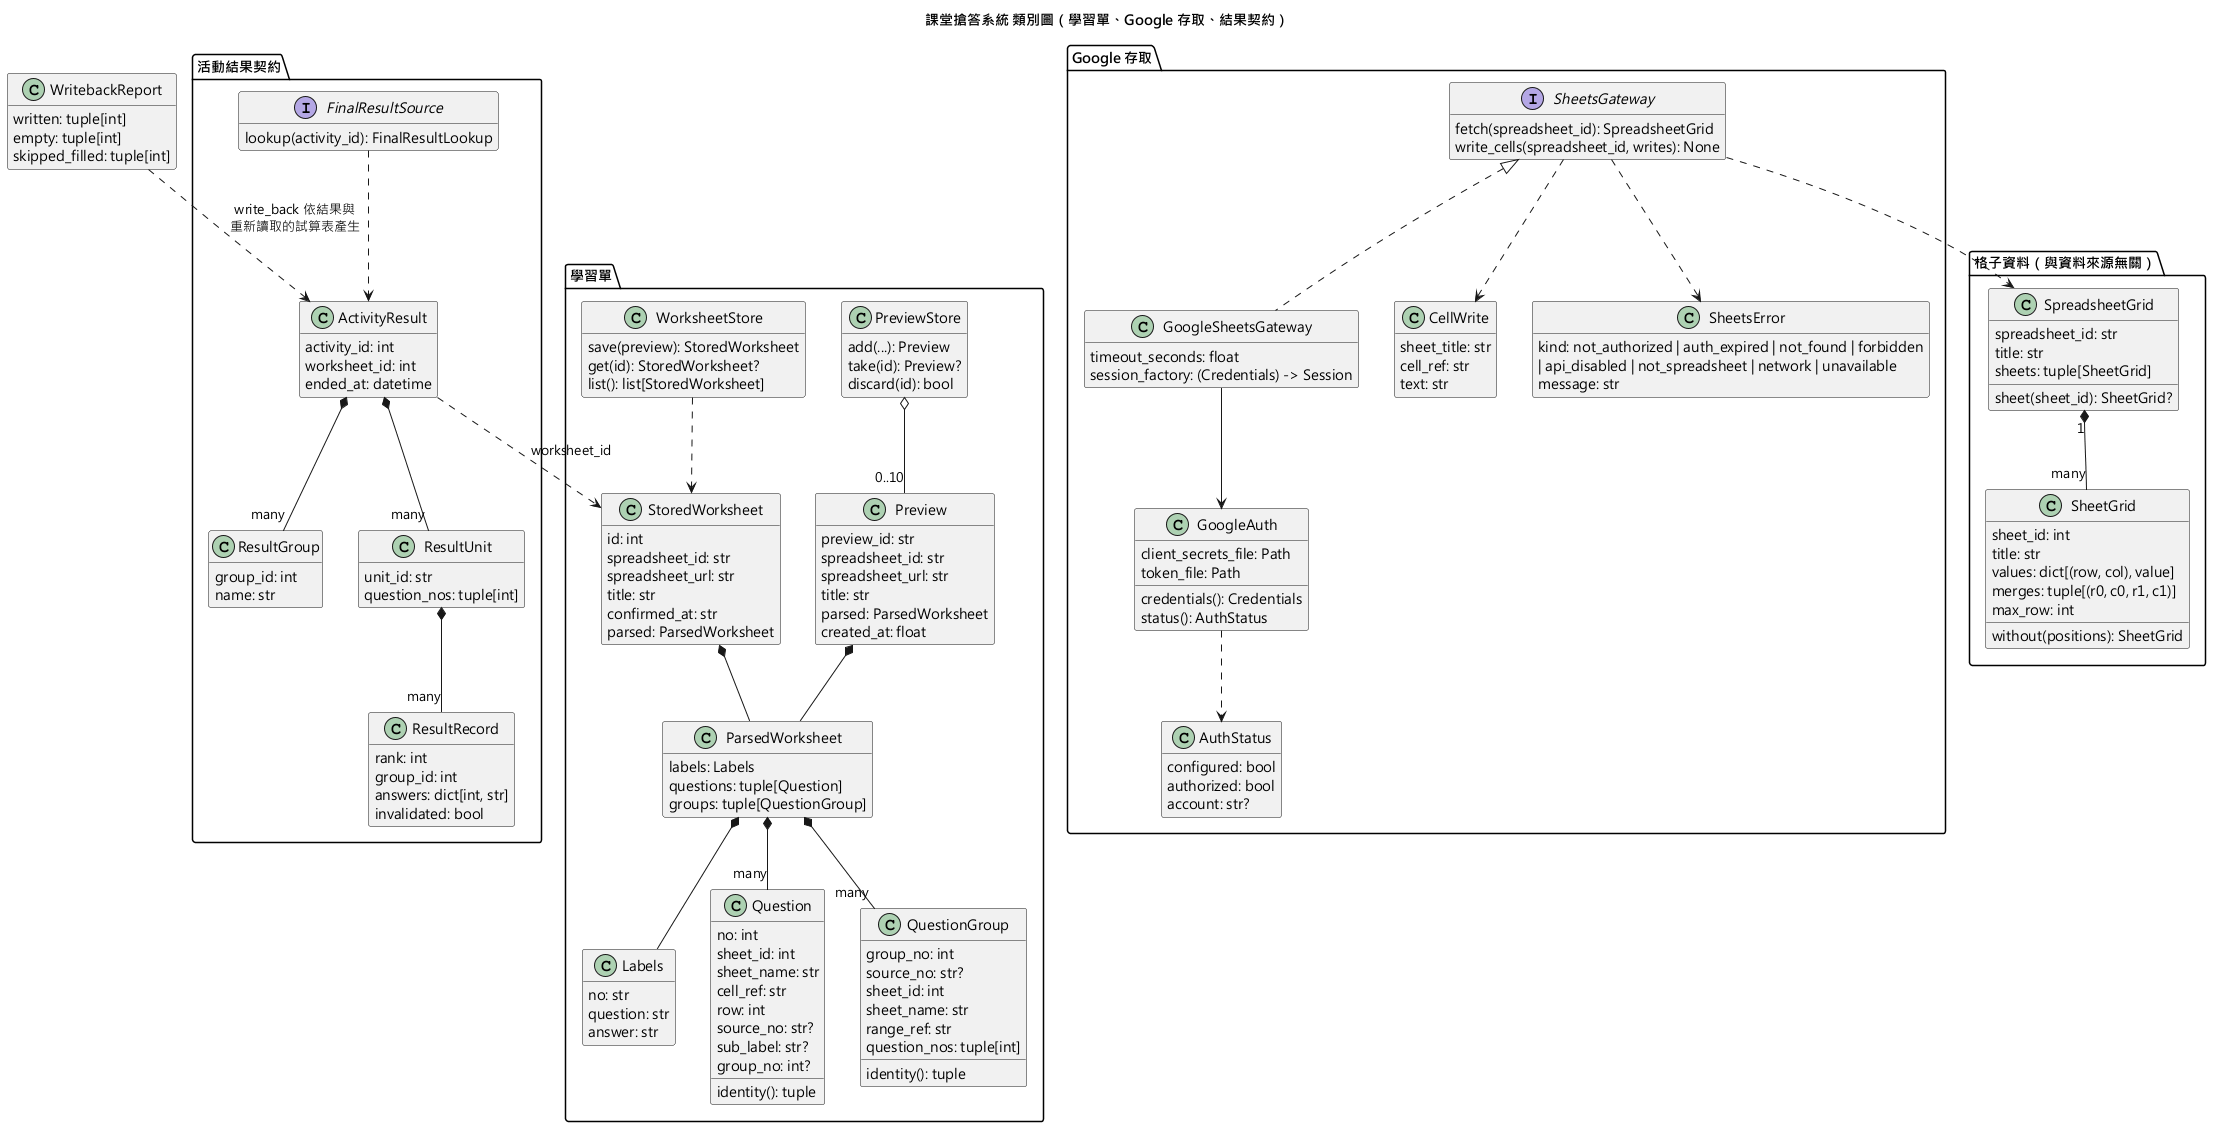 課堂搶答系統 類別圖（學習單、Google 存取、結果契約）
WritebackReport
written: tuple[int]
empty: tuple[int]
skipped_filled: tuple[int]
活動結果契約
FinalResultSource
lookup(activity_id): FinalResultLookup
write_back 依結果與
重新讀取的試算表產生
ActivityResult
activity_id: int
worksheet_id: int
ended_at: datetime
many
many
worksheet_id
ResultGroup
group_id: int
name: str
ResultUnit
unit_id: str
question_nos: tuple[int]
many
ResultRecord
rank: int
group_id: int
answers: dict[int, str]
invalidated: bool
學習單
WorksheetStore
save(preview): StoredWorksheet
get(id): StoredWorksheet?
list(): list[StoredWorksheet]
PreviewStore
add(...): Preview
take(id): Preview?
discard(id): bool
0..10
StoredWorksheet
id: int
spreadsheet_id: str
spreadsheet_url: str
title: str
confirmed_at: str
parsed: ParsedWorksheet
Preview
preview_id: str
spreadsheet_id: str
spreadsheet_url: str
title: str
parsed: ParsedWorksheet
created_at: float
ParsedWorksheet
labels: Labels
questions: tuple[Question]
groups: tuple[QuestionGroup]
many
many
Labels
no: str
question: str
answer: str
Question
no: int
sheet_id: int
sheet_name: str
cell_ref: str
row: int
source_no: str?
sub_label: str?
group_no: int?
identity(): tuple
QuestionGroup
group_no: int
source_no: str?
sheet_id: int
sheet_name: str
range_ref: str
question_nos: tuple[int]
identity(): tuple
Google 存取
SheetsGateway
fetch(spreadsheet_id): SpreadsheetGrid
write_cells(spreadsheet_id, writes): None
GoogleSheetsGateway
timeout_seconds: float
session_factory: (Credentials) -> Session
CellWrite
sheet_title: str
cell_ref: str
text: str
SheetsError
kind: not_authorized | auth_expired | not_found | forbidden
| api_disabled | not_spreadsheet | network | unavailable
message: str
GoogleAuth
client_secrets_file: Path
token_file: Path
credentials(): Credentials
status(): AuthStatus
AuthStatus
configured: bool
authorized: bool
account: str?
格子資料（與資料來源無關）
SpreadsheetGrid
spreadsheet_id: str
title: str
sheets: tuple[SheetGrid]
sheet(sheet_id): SheetGrid?
1
many
SheetGrid
sheet_id: int
title: str
values: dict[(row, col), value]
merges: tuple[(r0, c0, r1, c1)]
max_row: int
without(positions): SheetGrid